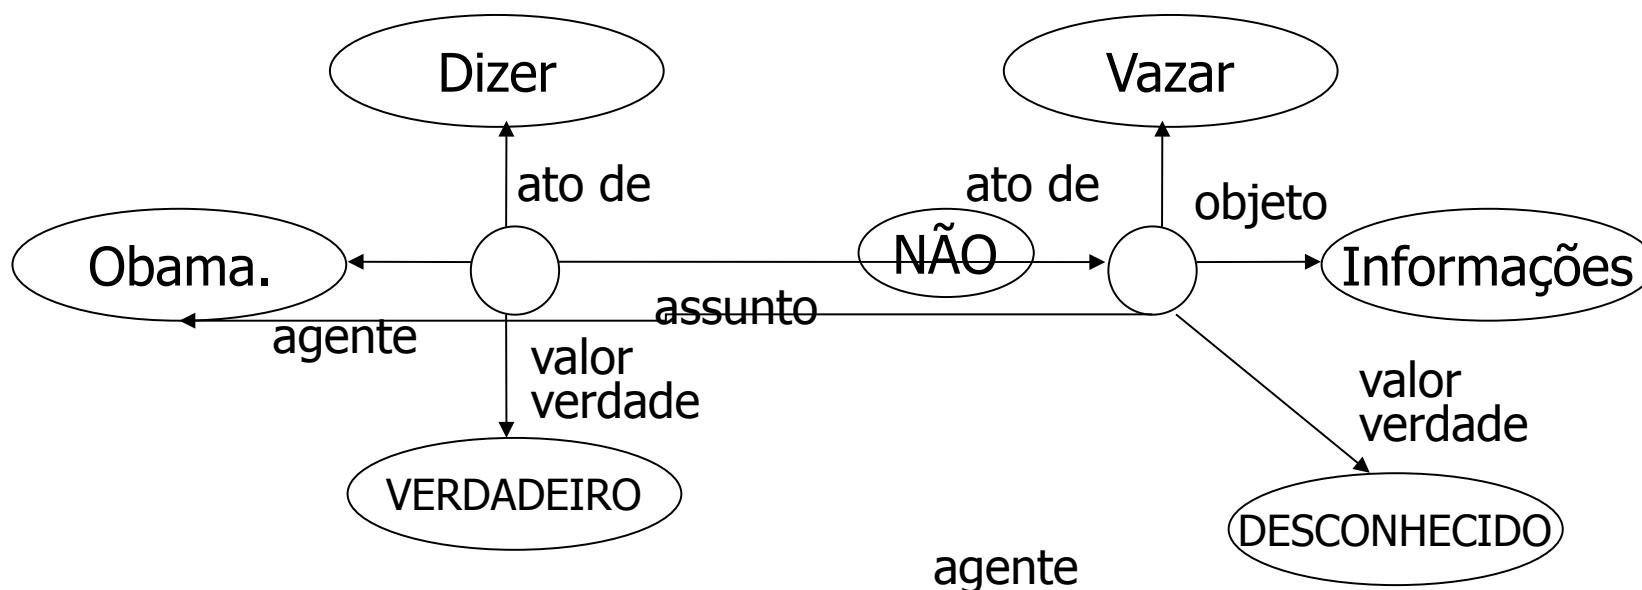 Dizer
Vazar
ato de
ato de
objeto
Obama.
NÃO
Informações
assunto
agente
valor
verdade
valor
verdade
VERDADEIRO
DESCONHECIDO
agente